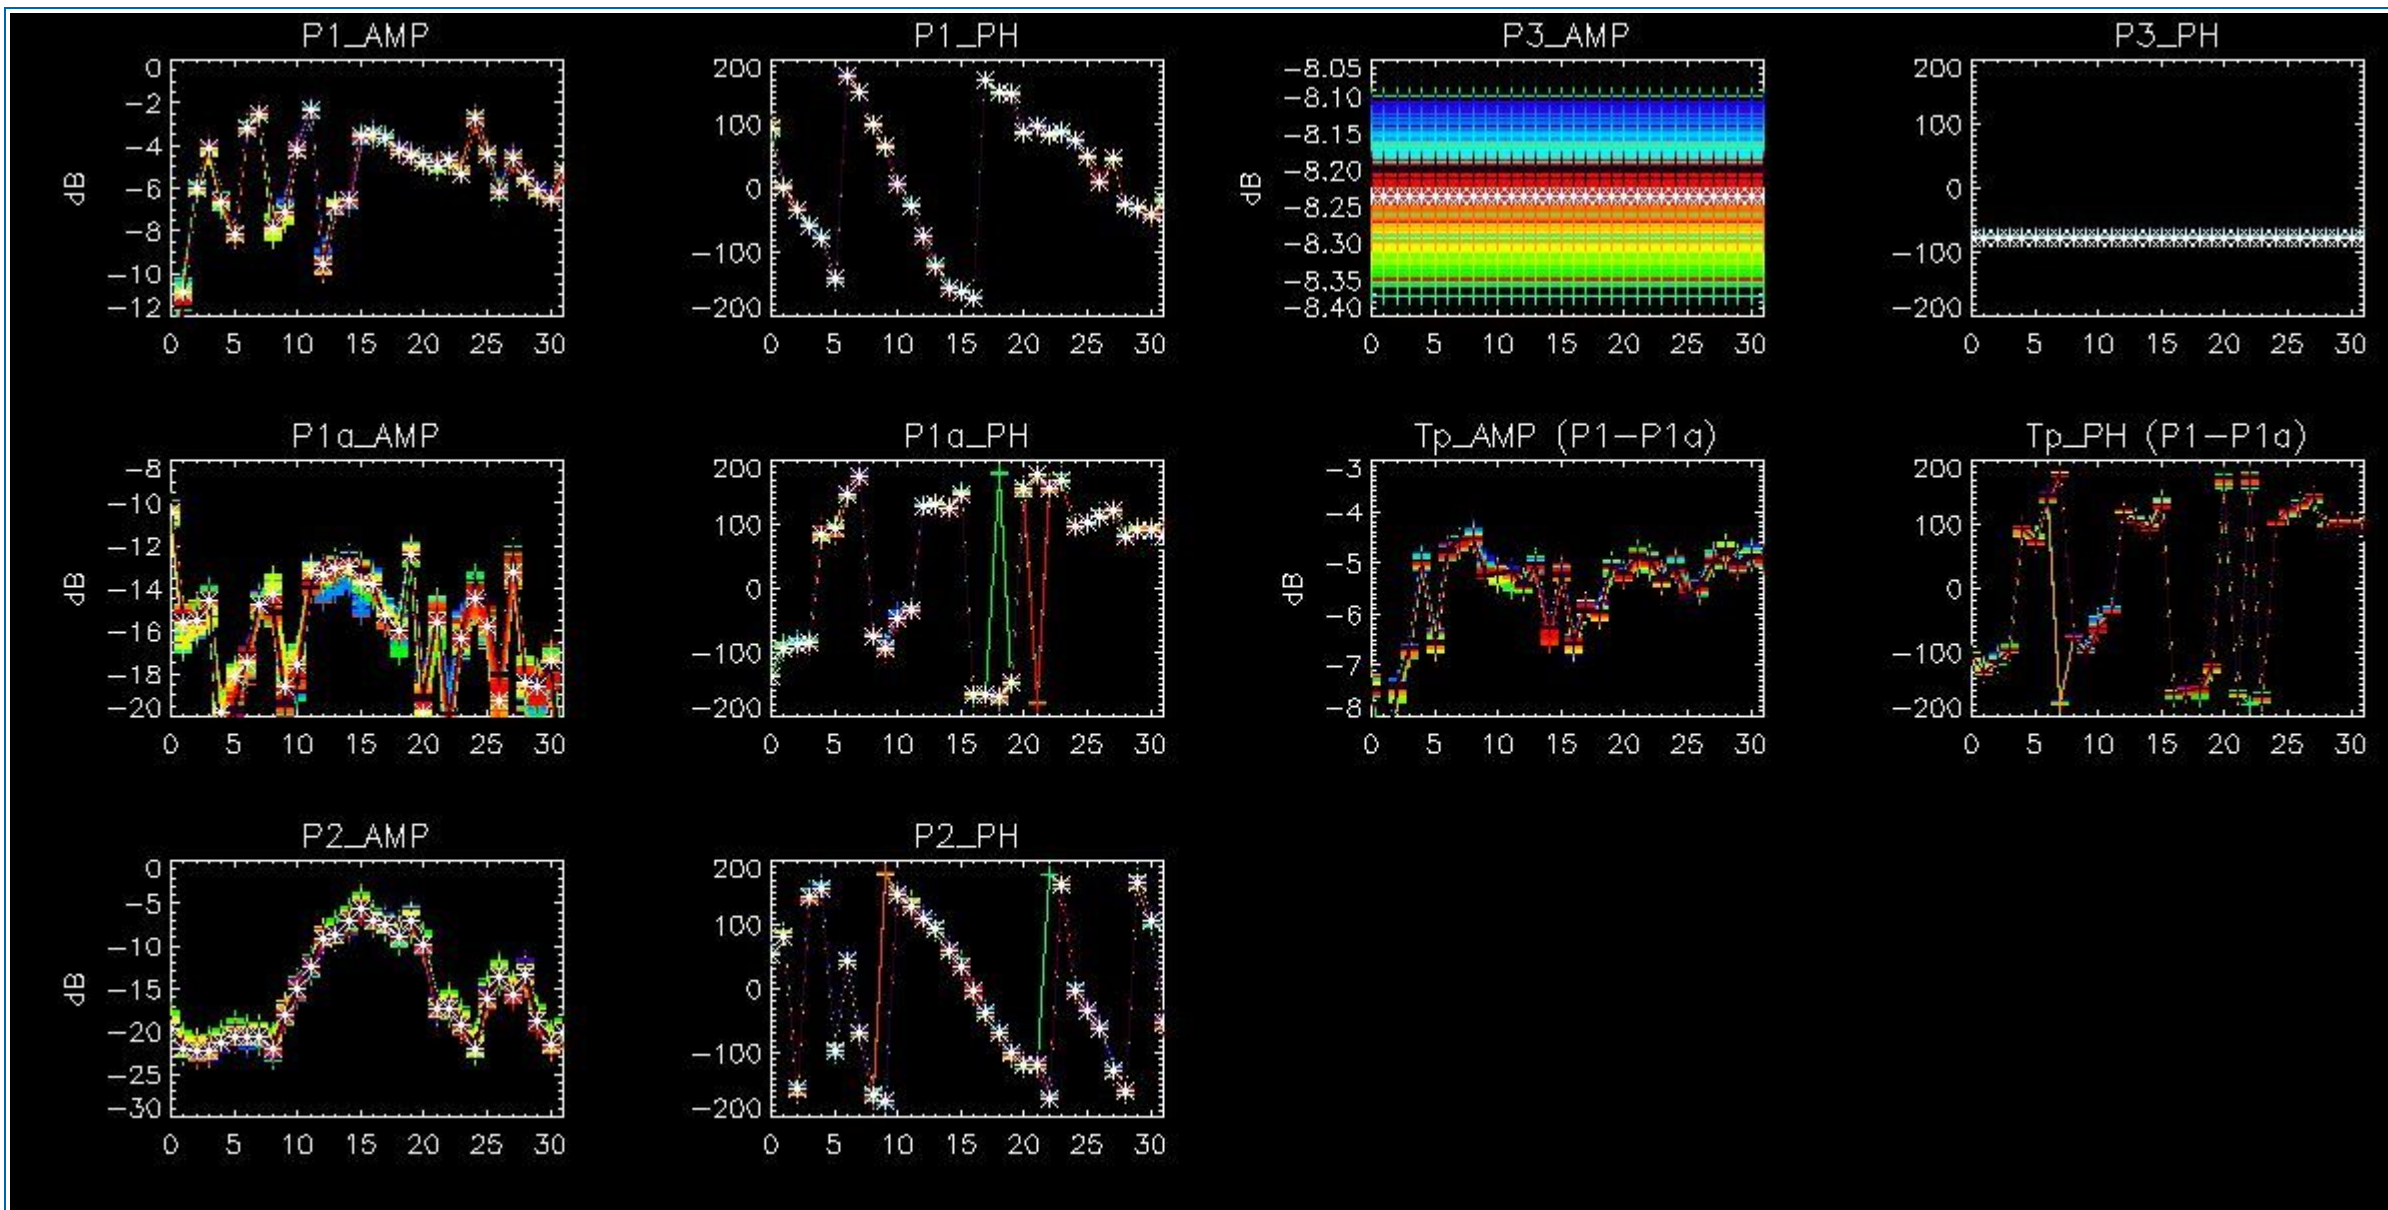 P1_AMP P1_PH P3_AMP P3_PH
0 200 -8.05 200
-2 100 -8.10 100
-4 0 -8.15 0
-6 -100 -8.20 -100
-8 -200 -8.25 -200
-10 -8.30
-12 -8.35
-8.40
dB dB
0 5 10 15 20 25 30 0 5 10 15 20 25 30 0 5 10 15 20 25 30 0 5 10 15 20 25 30
P1a_AMP P1a_PH Tp_AMP (P1-P1a) Tp_PH (P1-P1a)
-8 200 -3 200
-10 100 -4 100
-12 0 -5 0
-14 -100 -6 -100
-16 -200 -7 -200
-18 -8
-20
dB dB
0 5 10 15 20 25 30 0 5 10 15 20 25 30 0 5 10 15 20 25 30 0 5 10 15 20 25 30
P2_AMP P2_PH
0 200
-5 100
-10 0
-15 -100
-20 -200
-25
-30
dB
0 5 10 15 20 25 30 0 5 10 15 20 25 30